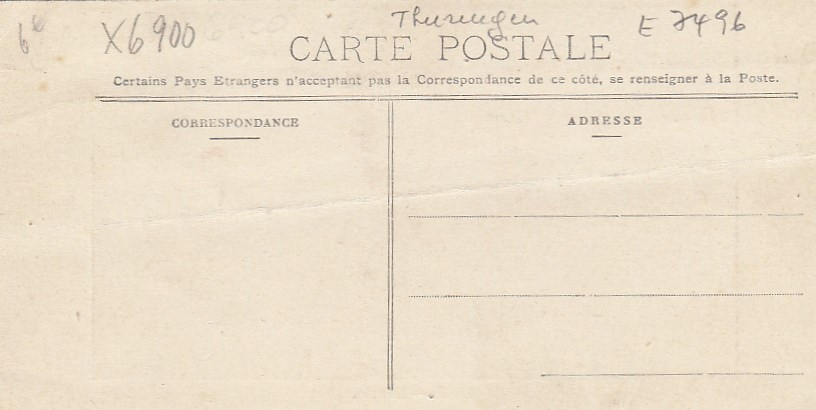 X6900 Thuringen E 7496
CARTE POSTALE
Certains Pays Etrangers n'acceptant pas la Correspondance de ce côté, se renseigner à la Poste.
CORRESPONDANCE
ADRESSE